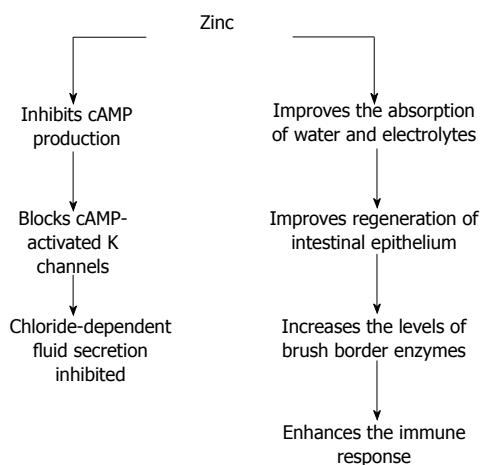 Zinc
Inhibits cAMP
production
Blocks cAMP-
activated K
channels
Chloride-dependent
fluid secretion
inhibited
Improves the absorption
of water and electrolytes
Improves regeneration of
intestinal epithelium
Increases the levels of
brush border enzymes
Enhances the immune
response